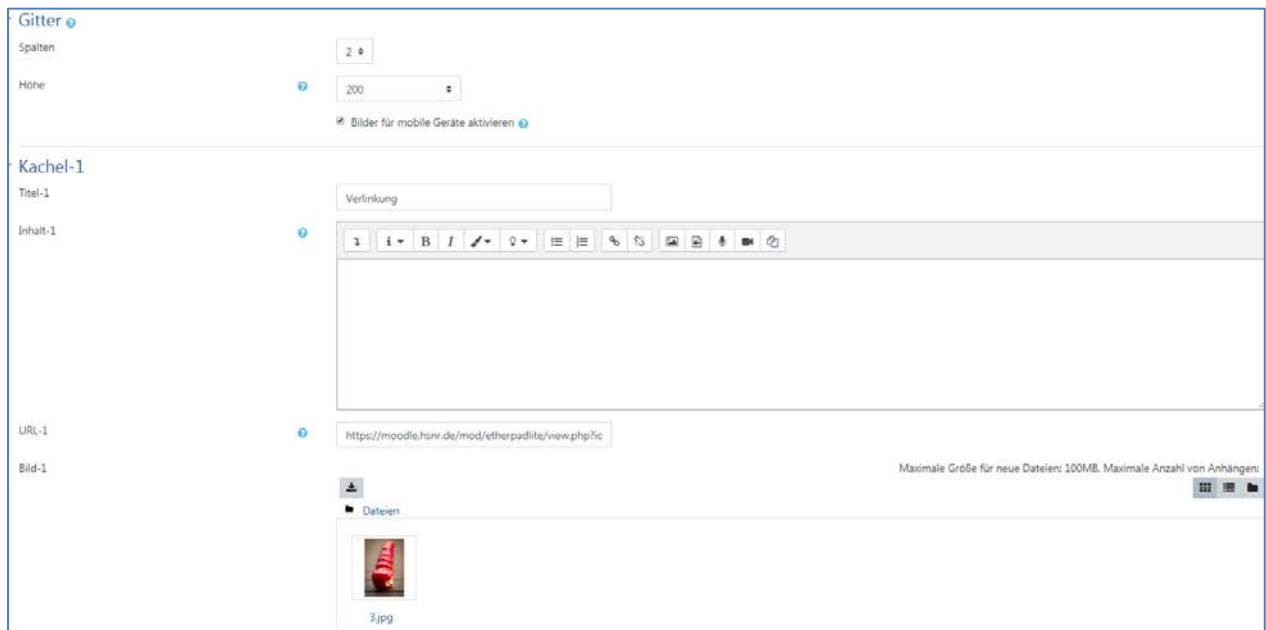 Gitter
Spalten
2
Höhe
200
Bilder für mobile Geräte aktivieren
Kachel-1
Titel-1
Verlinkung
Inhalt-1
i B I
URL-1
https://moodle.hsnr.de/mod/etherpadlite/view.php?ic
Bild-1
Maximale Größe für neue Dateien: 100MB. Maximale Anzahl von Anhängen:
Dateien
3.jpg